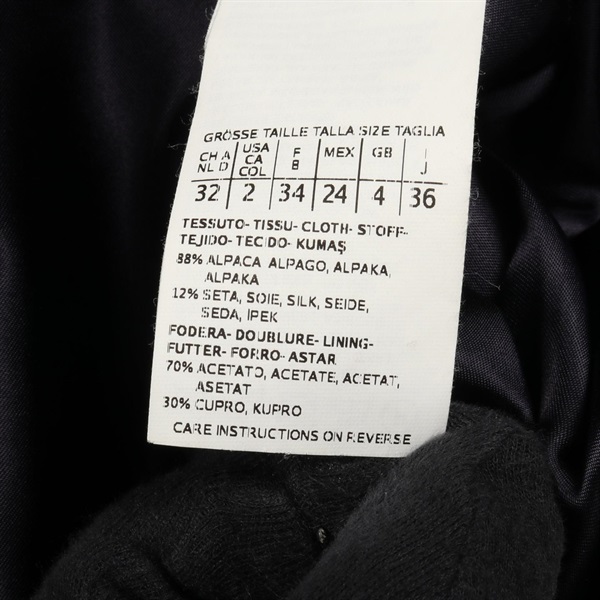 GRÖSSE TAILLE TALLA SIZE TAGLIA
CH A NL D USA CA COL F B MEX GB I J
32 2 34 24 4 36
TESSUTO- TISSU- CLOTH- STOFF-
TEJIDO- TECIDO- KUMAŞ
88% ALPACA ALPAGO, ALPAKA,
ALPAKA
12% SETA, SOIE, SILK, SEIDE,
SEDA, İPEK
FODERA- DOUBLURE- LINING-
FUTTER- FORRO- ASTAR
70% ACETATO, ACETATE, ACETAT,
ASETAT
30% CUPRO, KUPRO
CARE INSTRUCTIONS ON REVERSE